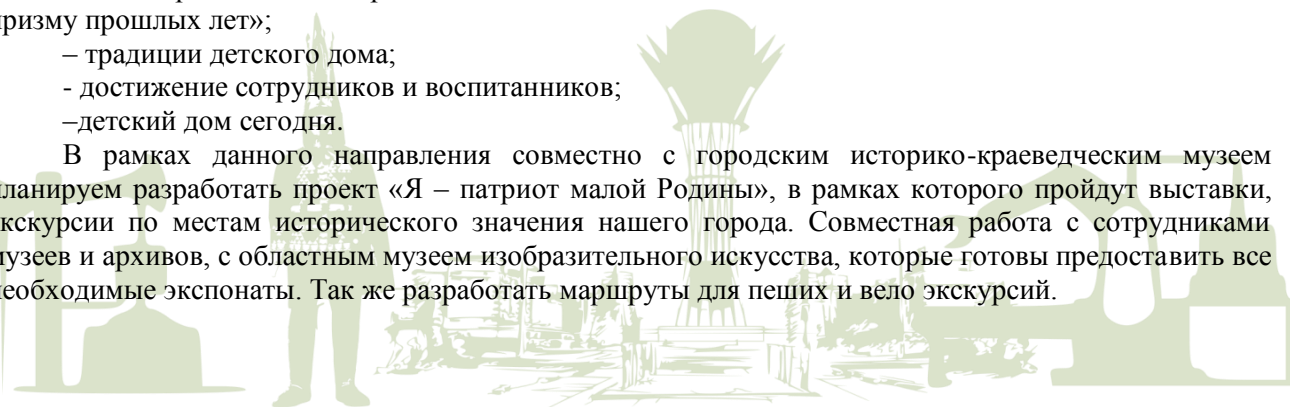 призму прошлых лет»;
– традиции детского дома;
- достижение сотрудников и воспитанников;
–детский дом сегодня.
В рамках данного направления совместно с городским историко-краеведческим музеем
планируем разработать проект «Я – патриот малой Родины», в рамках которого пройдут выставки,
экскурсии по местам исторического значения нашего города. Совместная работа с сотрудниками
музеев и архивов, с областным музеем изобразительного искусства, которые готовы предоставить все
необходимые экспонаты. Так же разработать маршруты для пеших и вело экскурсий.